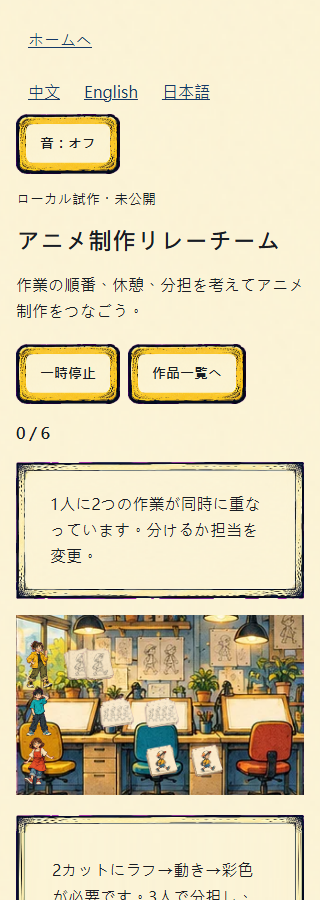 ホームへ
中文 English 日本語
音：オフ
ローカル試作・未公開
アニメ制作リレーチーム
作業の順番、休憩、分担を考えてアニメ
制作をつなごう。
一時停止 作品一覧へ
0/6
1人に2つの作業が同時に重な
っています。分けるか担当を
変更。
2カットにラフ→動き→彩色
が必要です。3人で分担し、